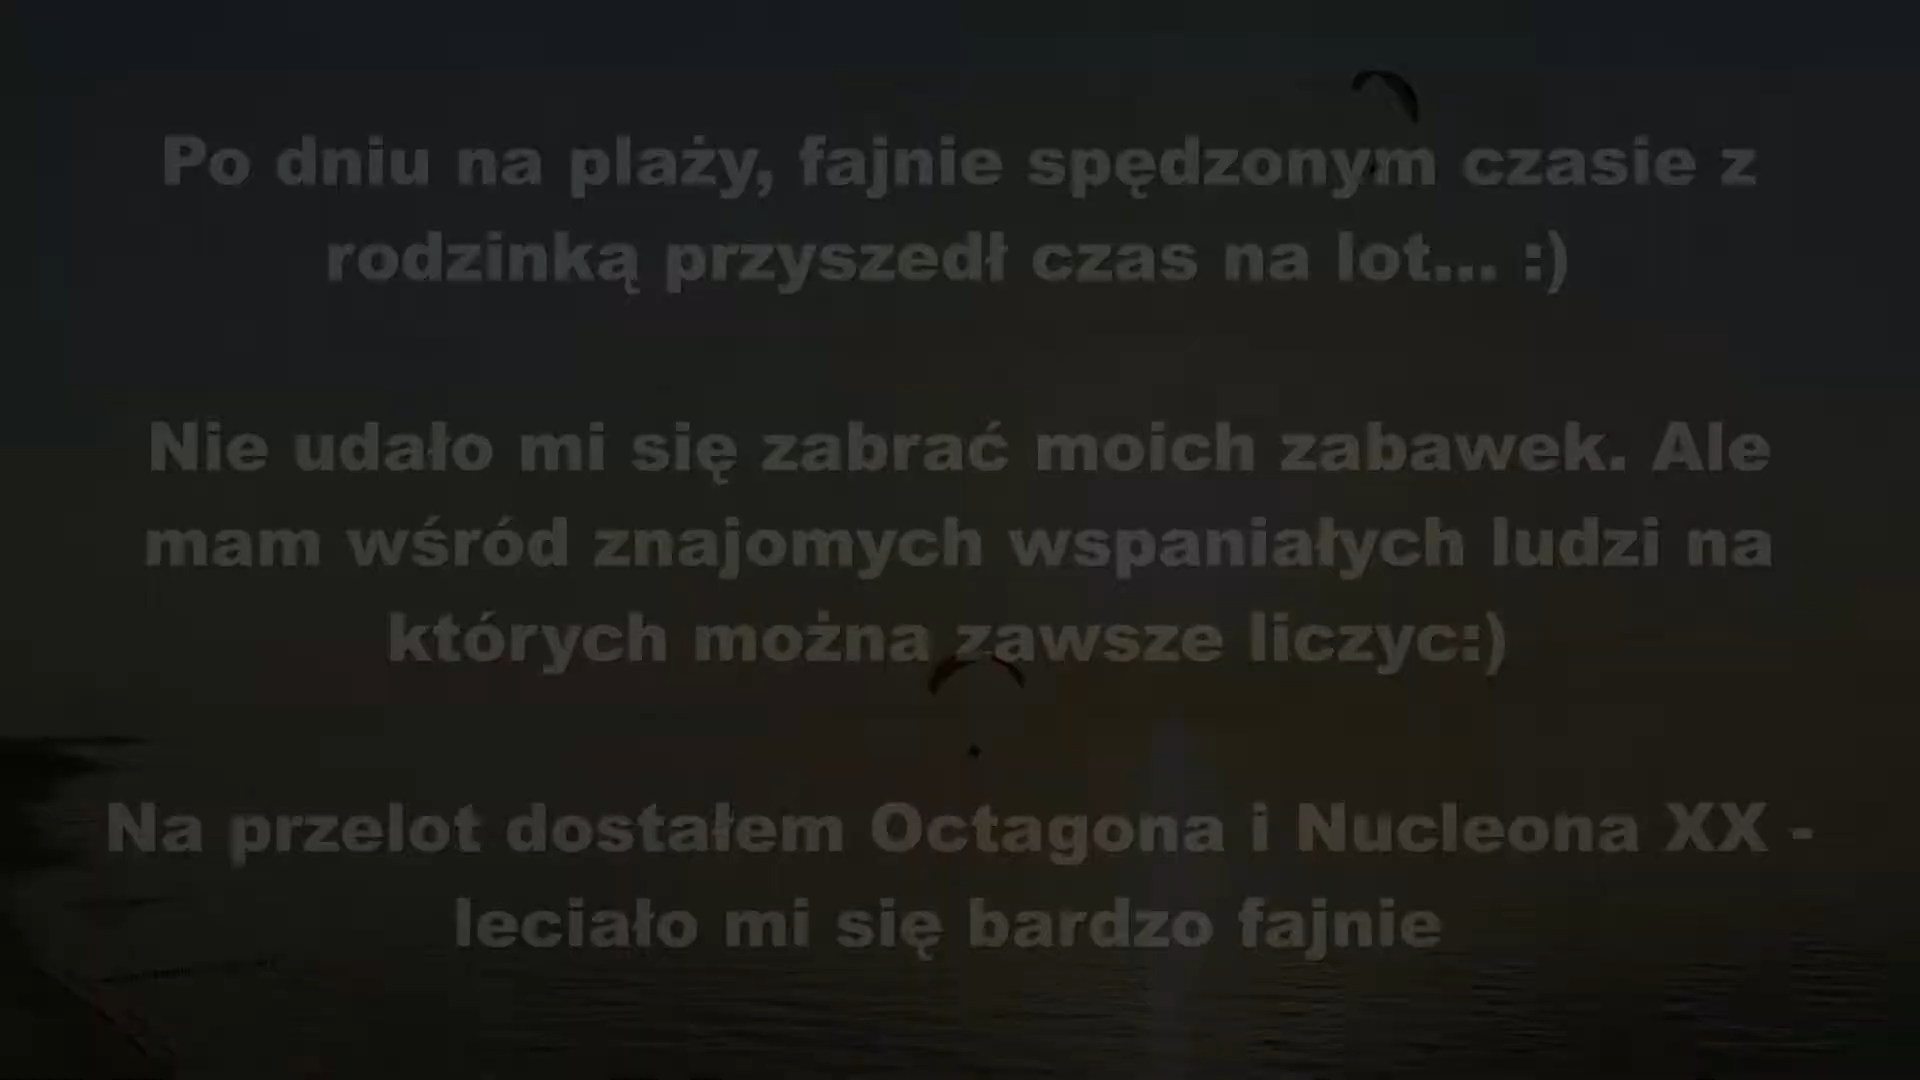 Po dniu na plaży, fajnie spędzonym czasie z
rodzinką przyszedł czas na lot... :)
Nie udało mi się zabrać moich zabawek. Ale
mam wśród znajomych wspaniałych ludzi na
których można zawsze liczyc:)
Na przelot dostałem Octagona i Nucleona XX -
leciało mi się bardzo fajnie